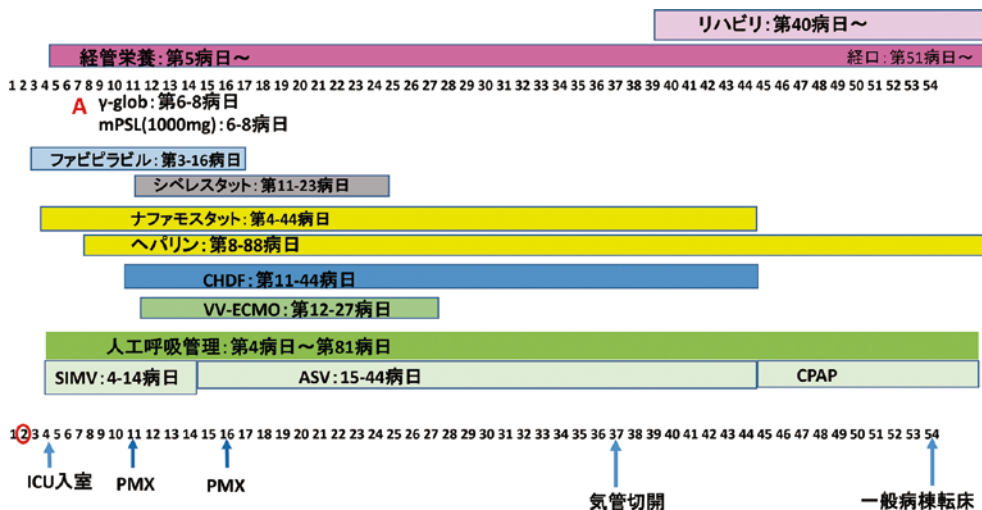 リハビリ：第40病日～
経管栄養：第5病日～ 経口：第51病日～
1 2 3 4 5 6 7 8 9 10 11 12 13 14 15 16 17 18 19 20 21 22 23 24 25 26 27 28 29 30 31 32 33 34 35 36 37 38 39 40 41 42 43 44 45 46 47 48 49 50 51 52 53 54
A γ-glob：第6-8病日
mPSL(1000mg)：6-8病日
ファビピラビル：第3-16病日
シベレスタット：第11-23病日
ナファモスタット：第4-44病日
ヘパリン：第8-88病日
CHDF：第11-44病日
VV-ECMO：第12-27病日
人工呼吸管理：第4病日～第81病日
SIMV：4-14病日 ASV：15-44病日 CPAP
1 2 3 4 5 6 7 8 9 10 11 12 13 14 15 16 17 18 19 20 21 22 23 24 25 26 27 28 29 30 31 32 33 34 35 36 37 38 39 40 41 42 43 44 45 46 47 48 49 50 51 52 53 54
ICU入室 PMX PMX 気管切開 一般病棟転床